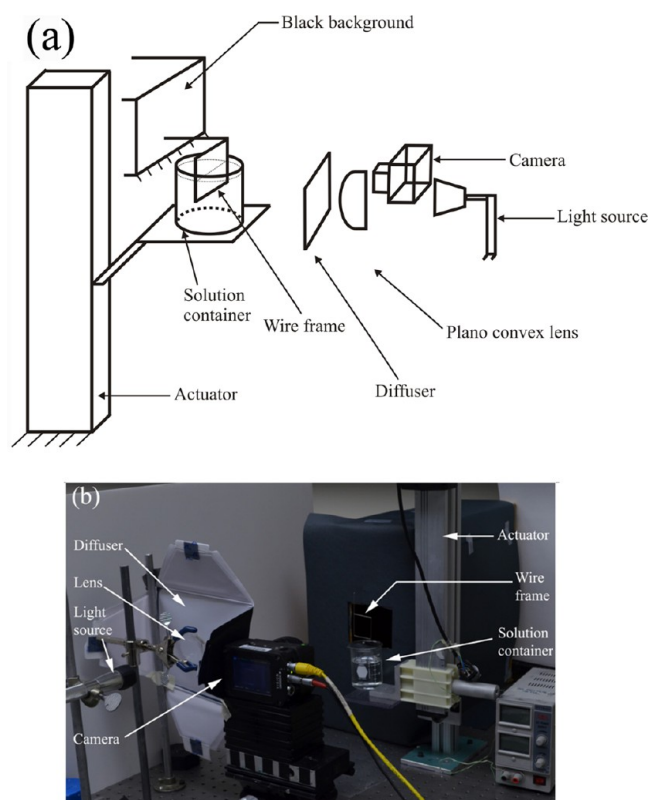 (a)
Black background
Camera
Light source
Solution
container
Wire frame
Plano convex lens
Diffuser
Actuator
(b)
Diffuser
Lens
Light
source
Camera
Actuator
Wire
frame
Solution
container